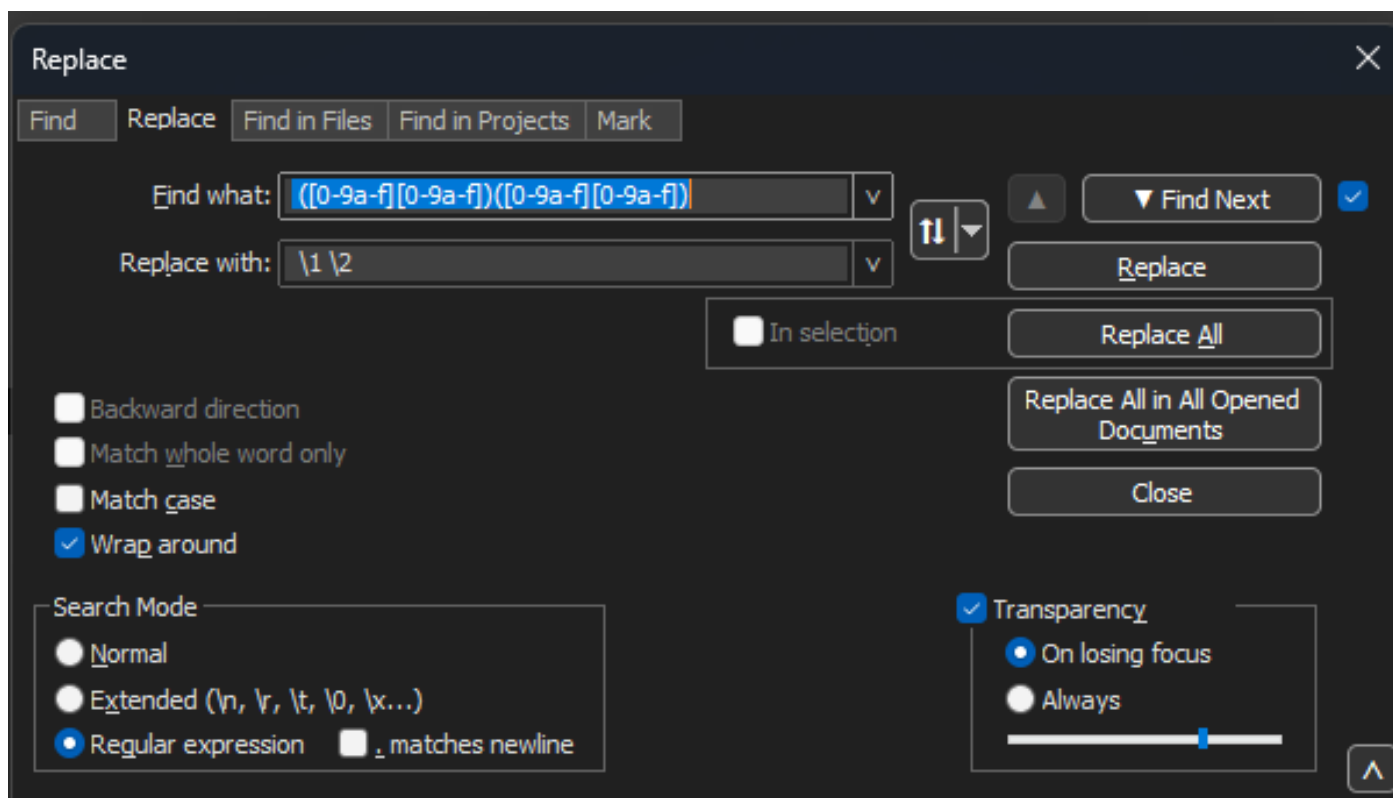 Replace
Find Replace Find in Files Find in Projects Mark
Find what: ([0-9a-f][0-9a-f])([0-9a-f][0-9a-f]) ▼ Find Next
Replace with: \1 \2 Replace
In selection Replace All
Backward direction Replace All in All Opened Documents
Match whole word only
Match case Close
Wrap around
Search Mode Transparency
Normal On losing focus
Extended (\n, \r, \t, \0, \x...) Always
Regular expression . matches newline